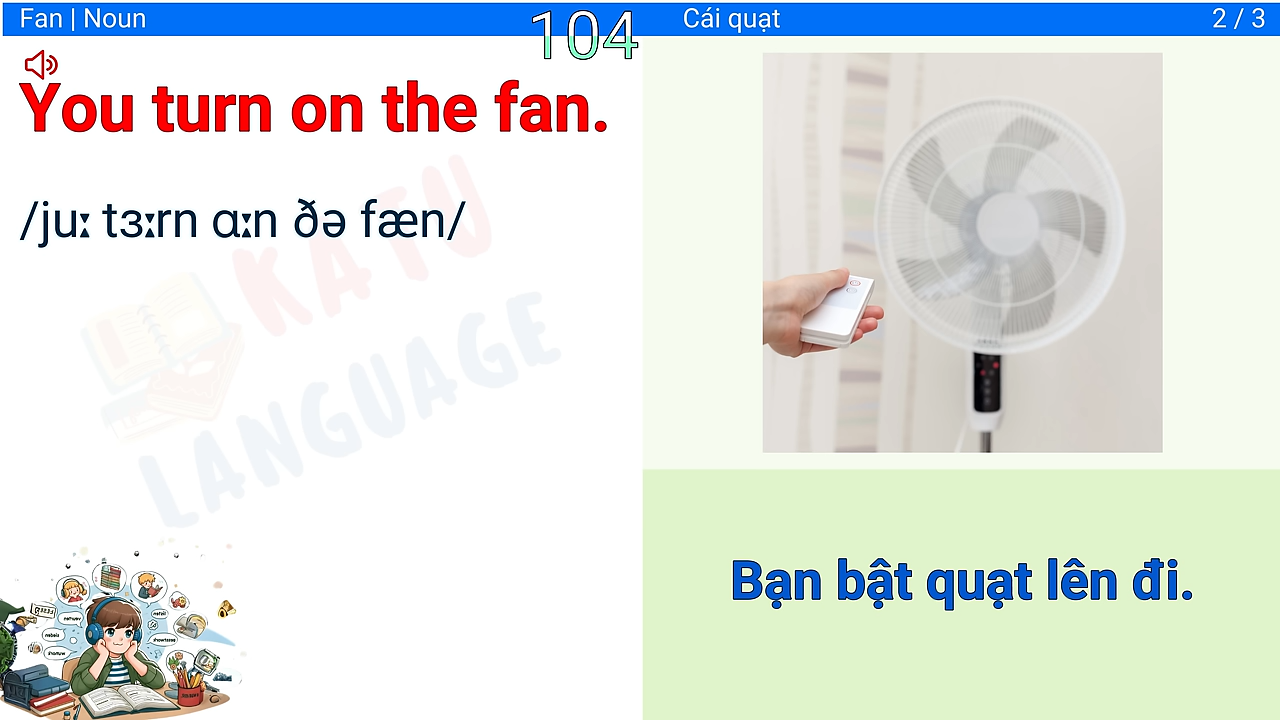 Fan | Noun
104
Cái quạt
2 / 3
You turn on the fan.
/juː tɜːrn ɑːn ðə fæn/
KATU
LANGUAGE
Bạn bật quạt lên đi.